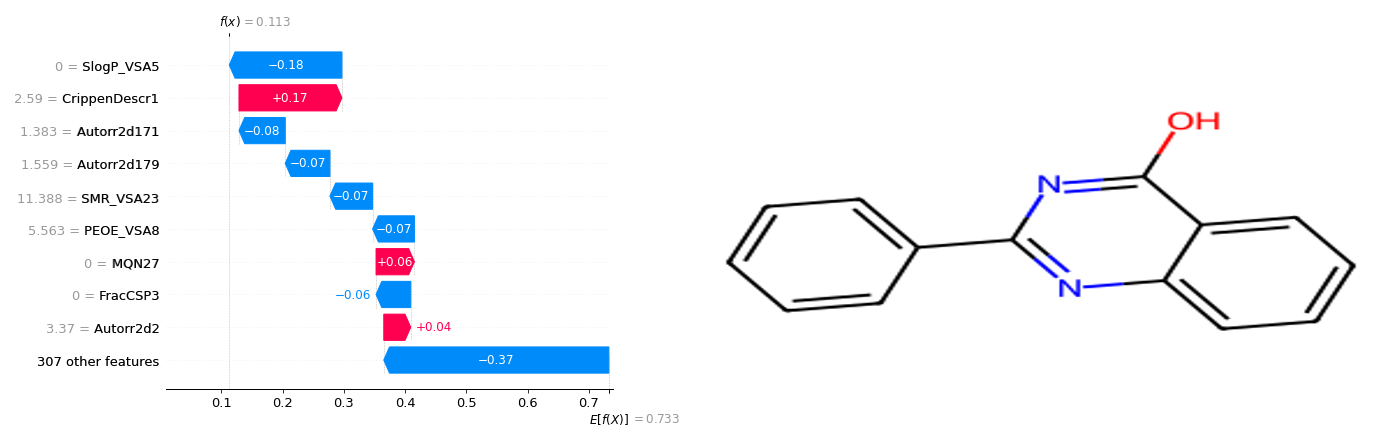 f(x) = 0.113
0 = SlogP_VSA5
−0.18
2.59 = CrippenDescr1
+0.17
1.383 = Autorr2d171
−0.08
1.559 = Autorr2d179
−0.07
11.388 = SMR_VSA23
−0.07
5.563 = PEOE_VSA8
−0.07
0 = MQN27
+0.06
0 = FracCSP3
−0.06
3.37 = Autorr2d2
+0.04
307 other features
−0.37
0.1 0.2 0.3 0.4 0.5 0.6 0.7
E[f(X)] = 0.733
OH
N
N